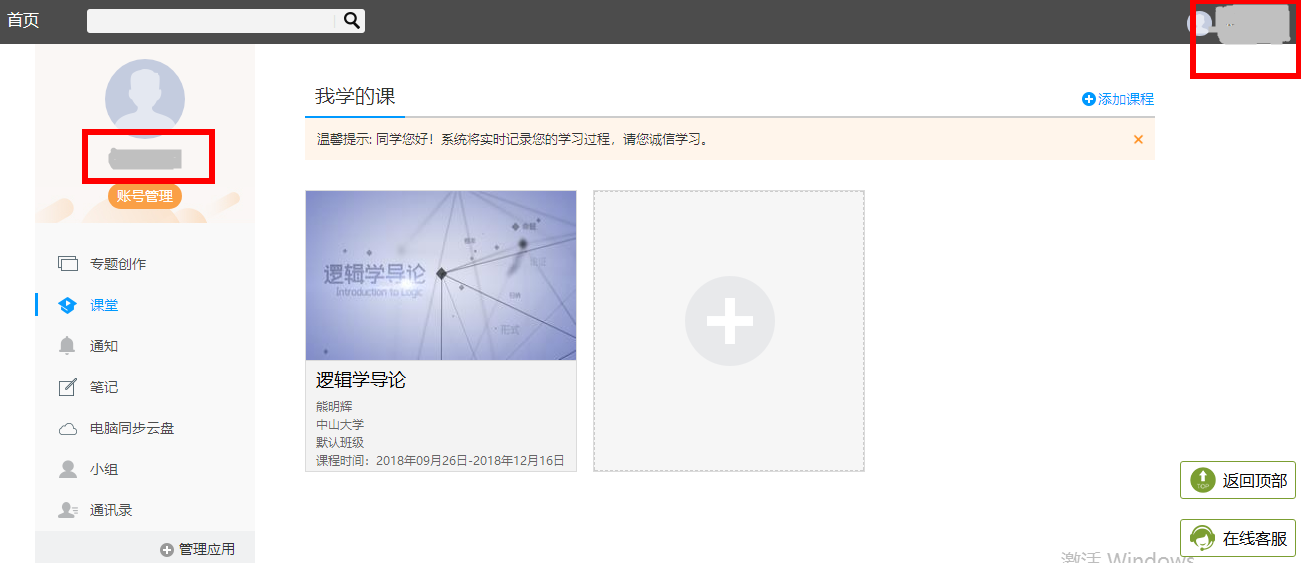 首页
账号管理
专题创作
课堂
通知
笔记
电脑同步云盘
小组
通讯录
管理应用
我学的课
添加课程
温馨提示: 同学您好！系统将实时记录您的学习过程，请您诚信学习。
逻辑学导论
Introduction to Logic
逻辑学导论
熊明辉
中山大学
默认班级
课程时间：2018年09月26日-2018年12月16日
TOP
返回顶部
在线客服
激活 Windows